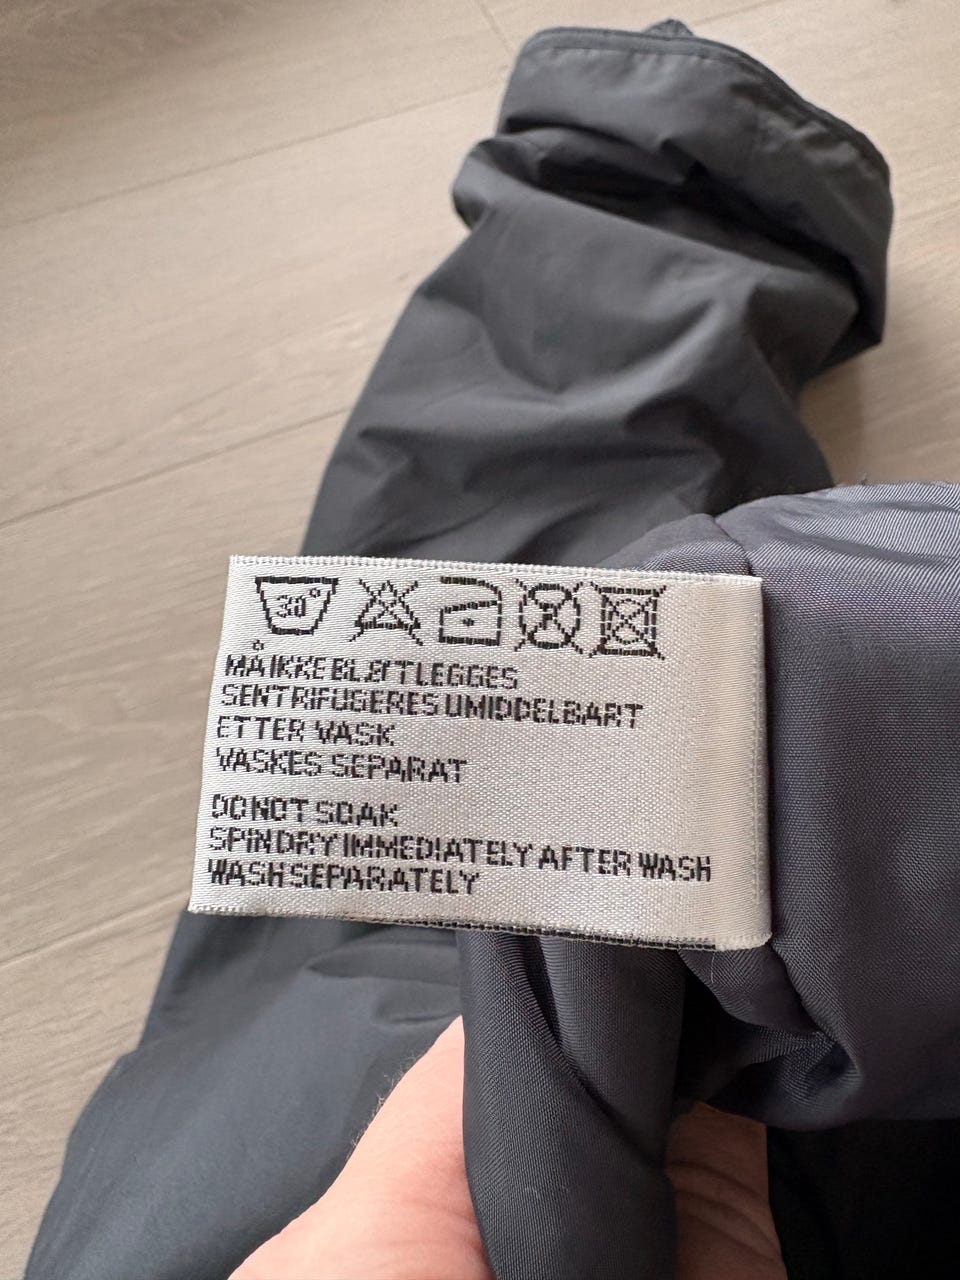 30°
MÅ IKKE BLØTLEGGES
SENTRIFUGERES UMIDDELBART
ETTER VASK
VASKES SEPARAT
DO NOT SOAK
SPIN DRY IMMEDIATELY AFTER WASH
WASH SEPARATELY